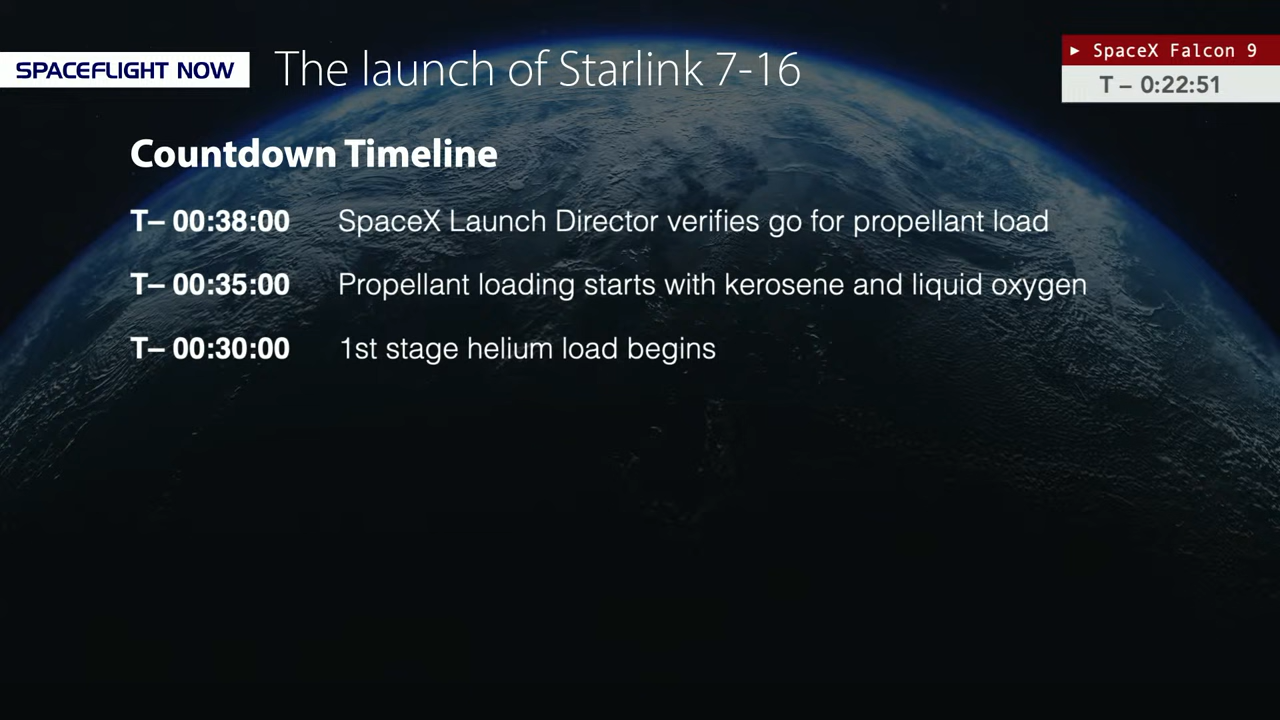 SPACEFLIGHT NOW
The launch of Starlink 7-16
▸ SpaceX Falcon 9
T – 0:22:51
Countdown Timeline
T– 00:38:00 SpaceX Launch Director verifies go for propellant load
T– 00:35:00 Propellant loading starts with kerosene and liquid oxygen
T– 00:30:00 1st stage helium load begins